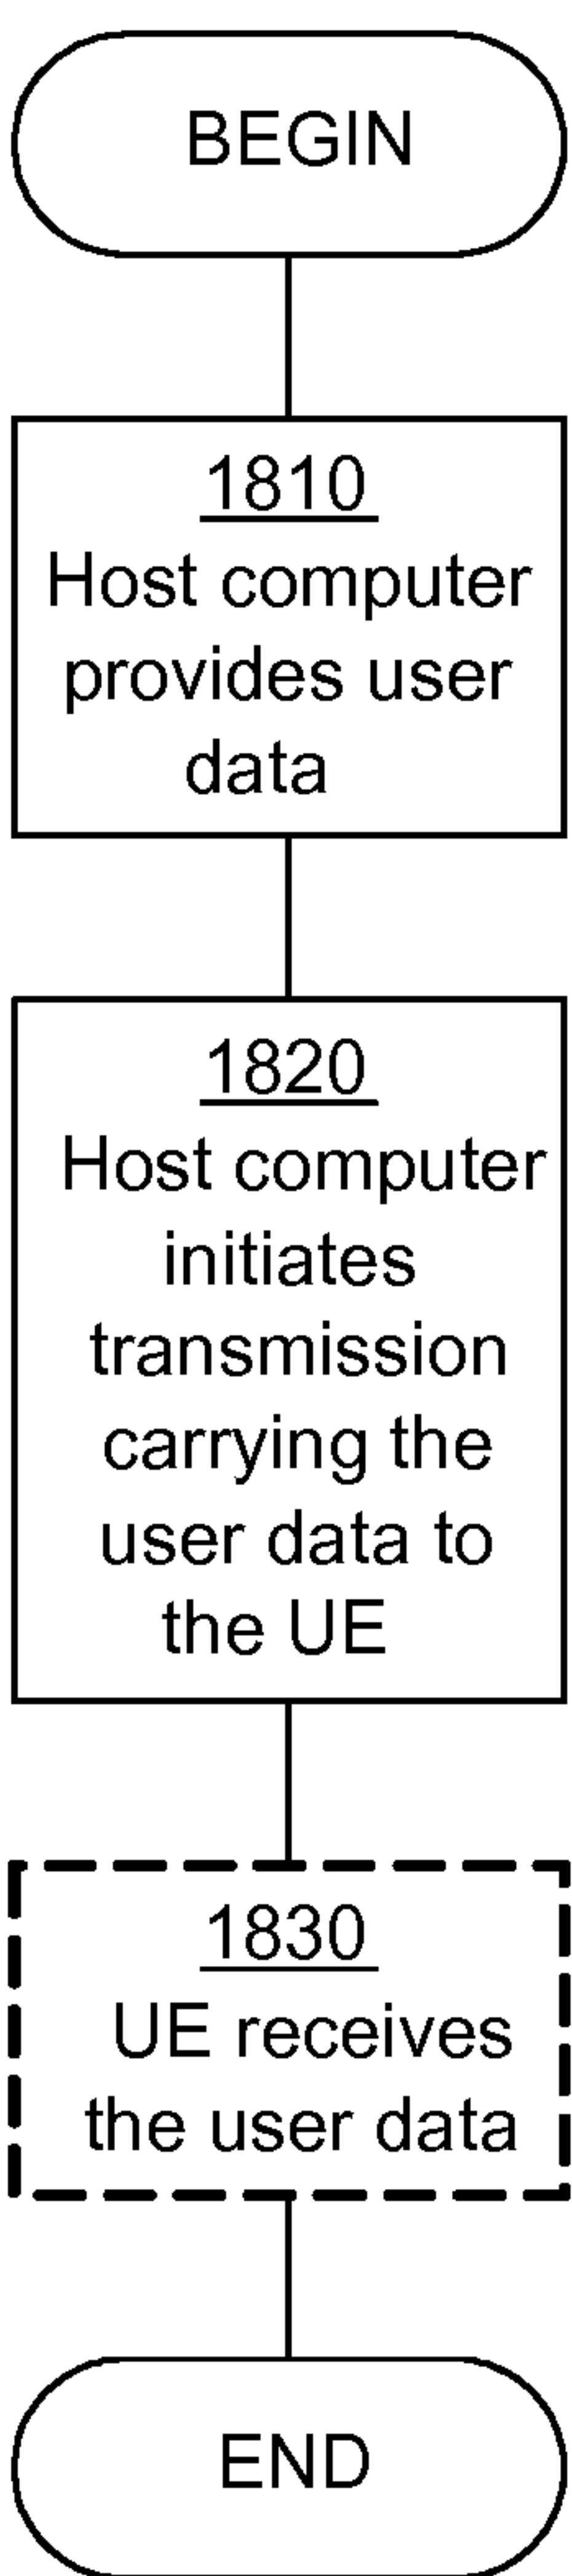 BEGIN
1810
Host computer
provides user
data
1820
Host computer
initiates
transmission
carrying the
user data to
the UE
1830
UE receives
the user data
END